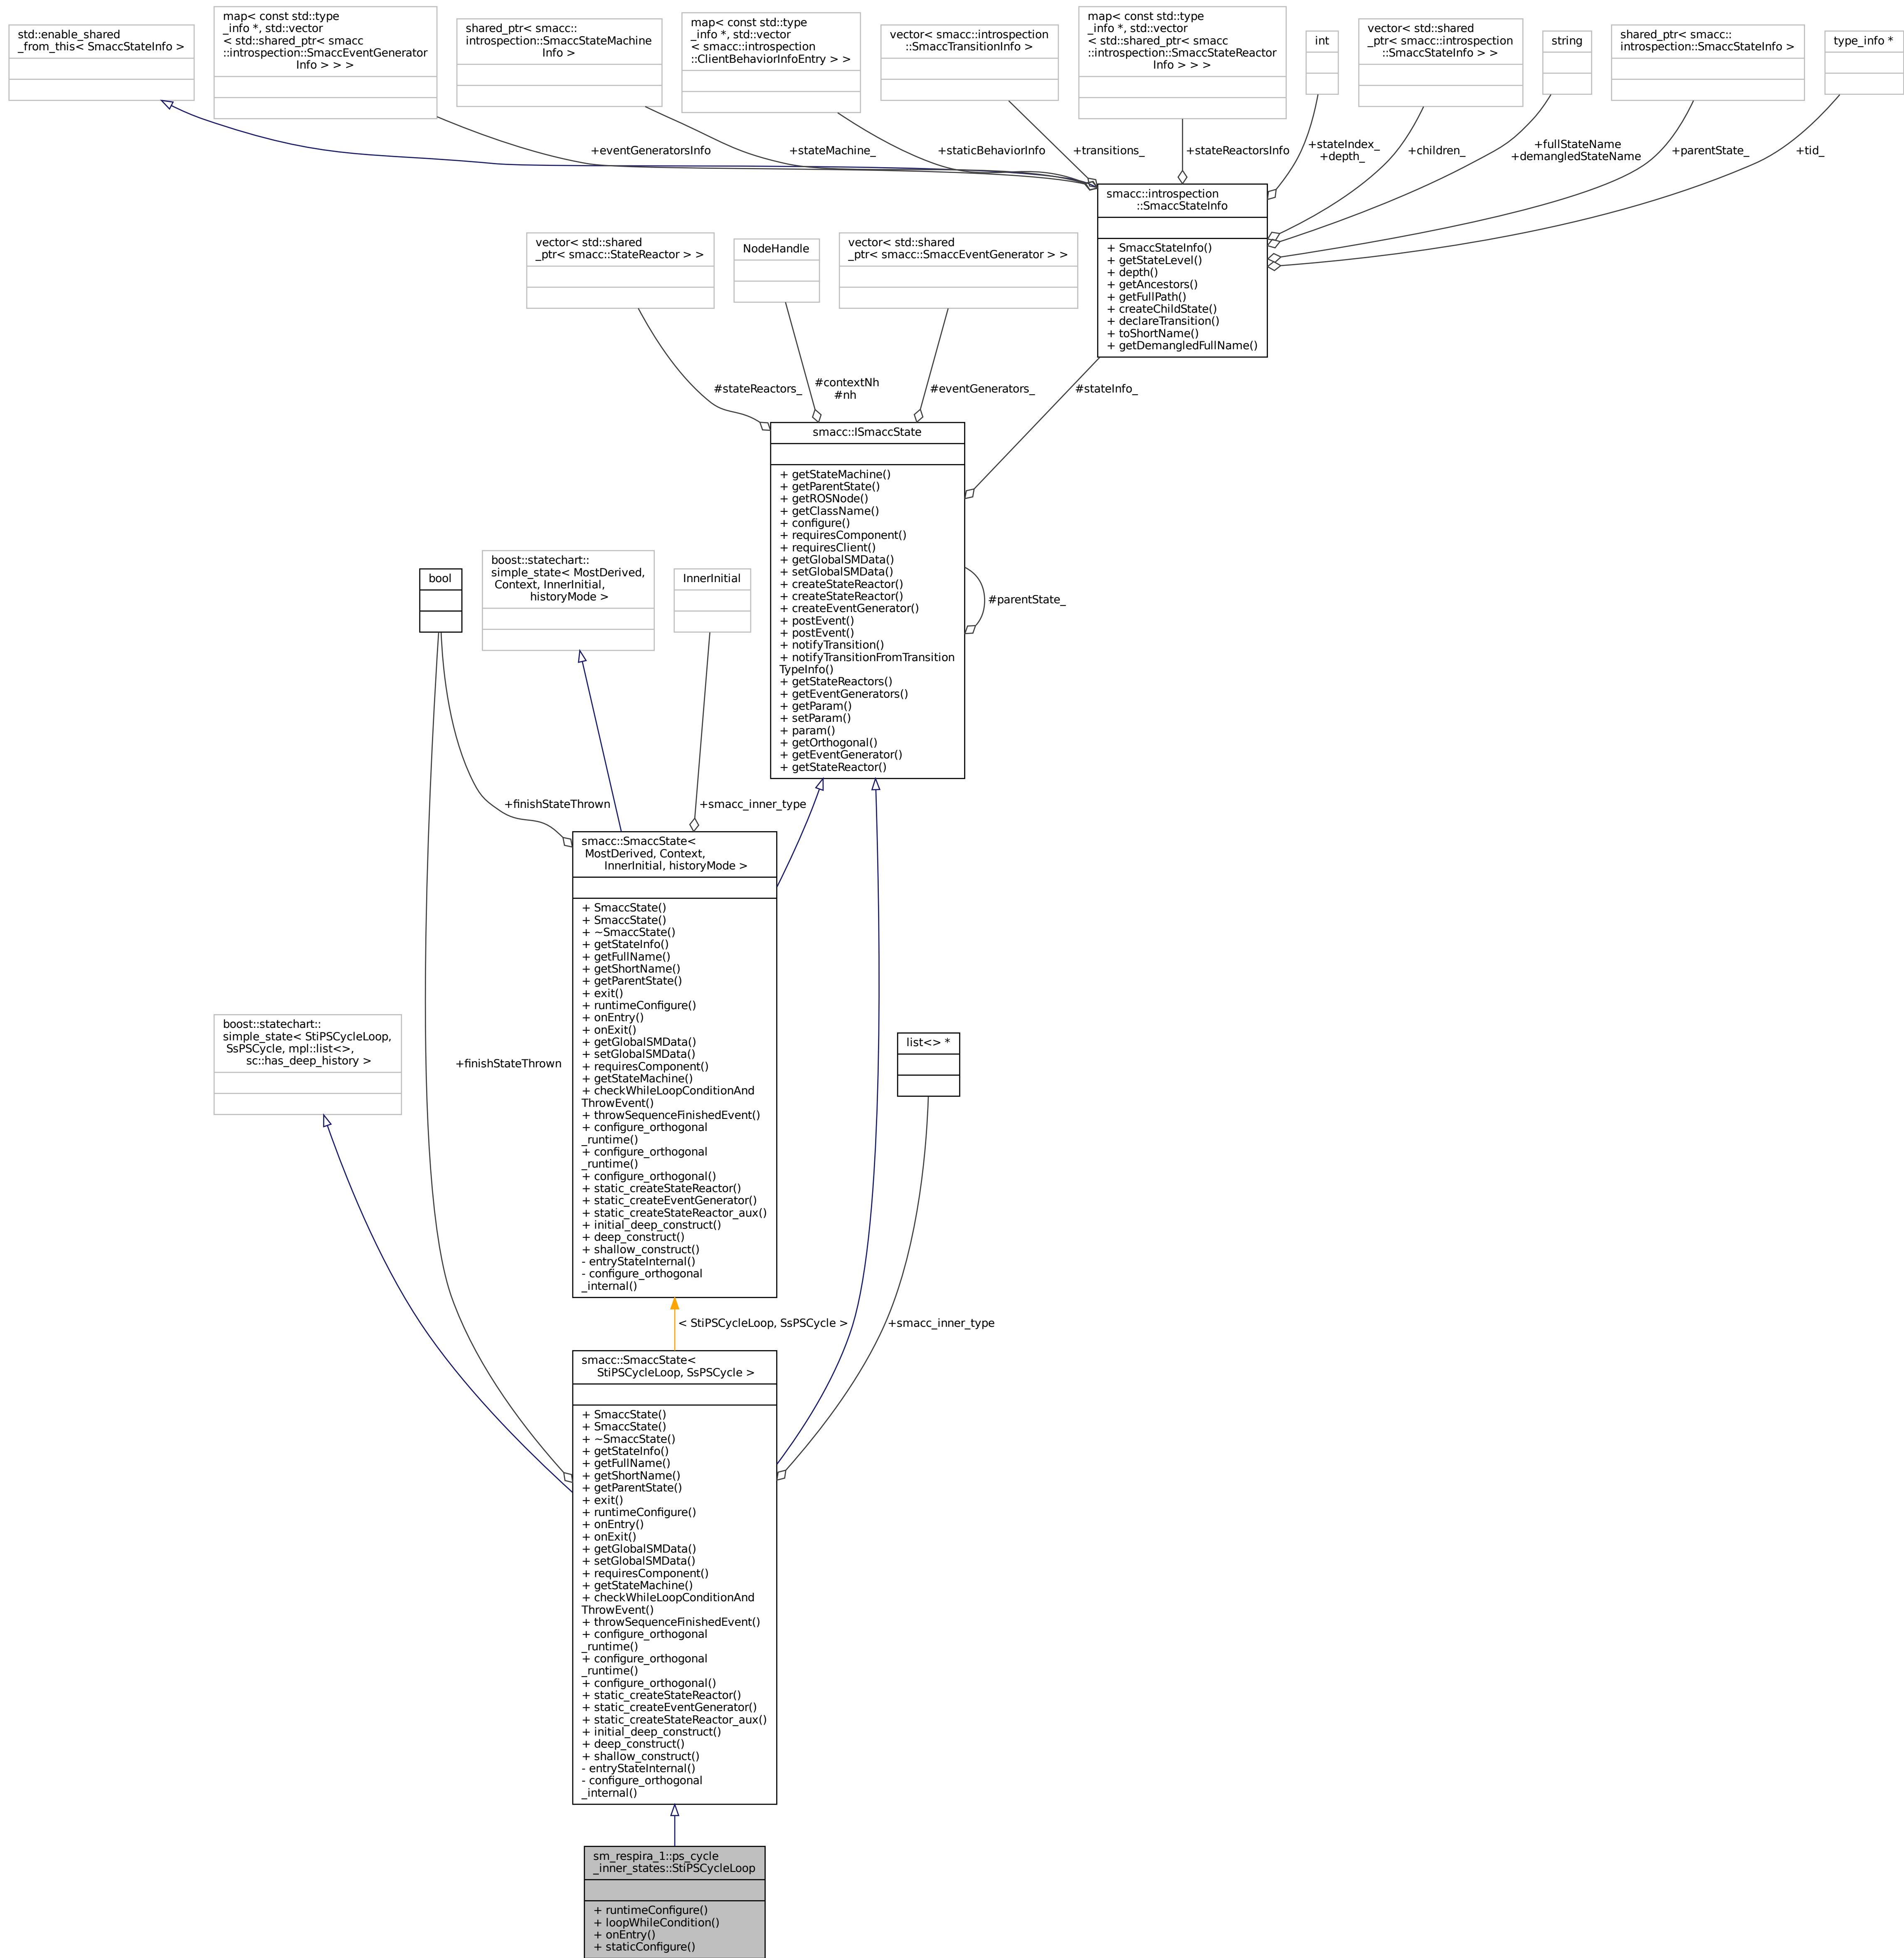 std::enable_shared
_from_this< SmaccStateInfo >
map< const std::type
_info *, std::vector
< std::shared_ptr< smacc
::introspection::SmaccEventGenerator
Info > > >
shared_ptr< smacc::
introspection::SmaccStateMachine
Info >
map< const std::type
_info *, std::vector
< smacc::introspection
::ClientBehaviorInfoEntry > >
vector< smacc::introspection
::SmaccTransitionInfo >
map< const std::type
_info *, std::vector
< std::shared_ptr< smacc
::introspection::SmaccStateReactor
Info > > >
int
vector< std::shared
_ptr< smacc::introspection
::SmaccStateInfo > >
string
shared_ptr< smacc::
introspection::SmaccStateInfo >
type_info *
+eventGeneratorsInfo
+stateMachine_
+staticBehaviorInfo
+transitions_
+stateReactorsInfo
+stateIndex_
+depth_
+children_
+fullStateName
+demangledStateName
+parentState_
+tid_
smacc::introspection
::SmaccStateInfo
+ SmaccStateInfo()
+ getStateLevel()
+ depth()
+ getAncestors()
+ getFullPath()
+ createChildState()
+ declareTransition()
+ toShortName()
+ getDemangledFullName()
vector< std::shared
_ptr< smacc::StateReactor > >
NodeHandle
vector< std::shared
_ptr< smacc::SmaccEventGenerator > >
#stateReactors_
#contextNh
#nh
#eventGenerators_
#stateInfo_
smacc::ISmaccState
+ getStateMachine()
+ getParentState()
+ getROSNode()
+ getClassName()
+ configure()
+ requiresComponent()
+ requiresClient()
+ getGlobalSMData()
+ setGlobalSMData()
+ createStateReactor()
+ createStateReactor()
+ createEventGenerator()
+ postEvent()
+ postEvent()
+ notifyTransition()
+ notifyTransitionFromTransition
TypeInfo()
+ getStateReactors()
+ getEventGenerators()
+ getParam()
+ setParam()
+ param()
+ getOrthogonal()
+ getEventGenerator()
+ getStateReactor()
#parentState_
bool
boost::statechart::
simple_state< MostDerived,
Context, InnerInitial,
historyMode >
InnerInitial
+finishStateThrown
+smacc_inner_type
smacc::SmaccState<
MostDerived, Context,
InnerInitial, historyMode >
+ SmaccState()
+ SmaccState()
+ ~SmaccState()
+ getStateInfo()
+ getFullName()
+ getShortName()
+ getParentState()
+ exit()
+ runtimeConfigure()
+ onEntry()
+ onExit()
+ getGlobalSMData()
+ setGlobalSMData()
+ requiresComponent()
+ getStateMachine()
+ checkWhileLoopConditionAnd
ThrowEvent()
+ throwSequenceFinishedEvent()
+ configure_orthogonal
_runtime()
+ configure_orthogonal
_runtime()
+ configure_orthogonal()
+ static_createStateReactor()
+ static_createEventGenerator()
+ static_createStateReactor_aux()
+ initial_deep_construct()
+ deep_construct()
+ shallow_construct()
- entryStateInternal()
- configure_orthogonal
_internal()
boost::statechart::
simple_state< StiPSCycleLoop,
SsPSCycle, mpl::list<>,
sc::has_deep_history >
+finishStateThrown
list<> *
< StiPSCycleLoop, SsPSCycle >
+smacc_inner_type
smacc::SmaccState<
StiPSCycleLoop, SsPSCycle >
+ SmaccState()
+ SmaccState()
+ ~SmaccState()
+ getStateInfo()
+ getFullName()
+ getShortName()
+ getParentState()
+ exit()
+ runtimeConfigure()
+ onEntry()
+ onExit()
+ getGlobalSMData()
+ setGlobalSMData()
+ requiresComponent()
+ getStateMachine()
+ checkWhileLoopConditionAnd
ThrowEvent()
+ throwSequenceFinishedEvent()
+ configure_orthogonal
_runtime()
+ configure_orthogonal
_runtime()
+ configure_orthogonal()
+ static_createStateReactor()
+ static_createEventGenerator()
+ static_createStateReactor_aux()
+ initial_deep_construct()
+ deep_construct()
+ shallow_construct()
- entryStateInternal()
- configure_orthogonal
_internal()
sm_respira_1::ps_cycle
_inner_states::StiPSCycleLoop
+ runtimeConfigure()
+ loopWhileCondition()
+ onEntry()
+ staticConfigure()